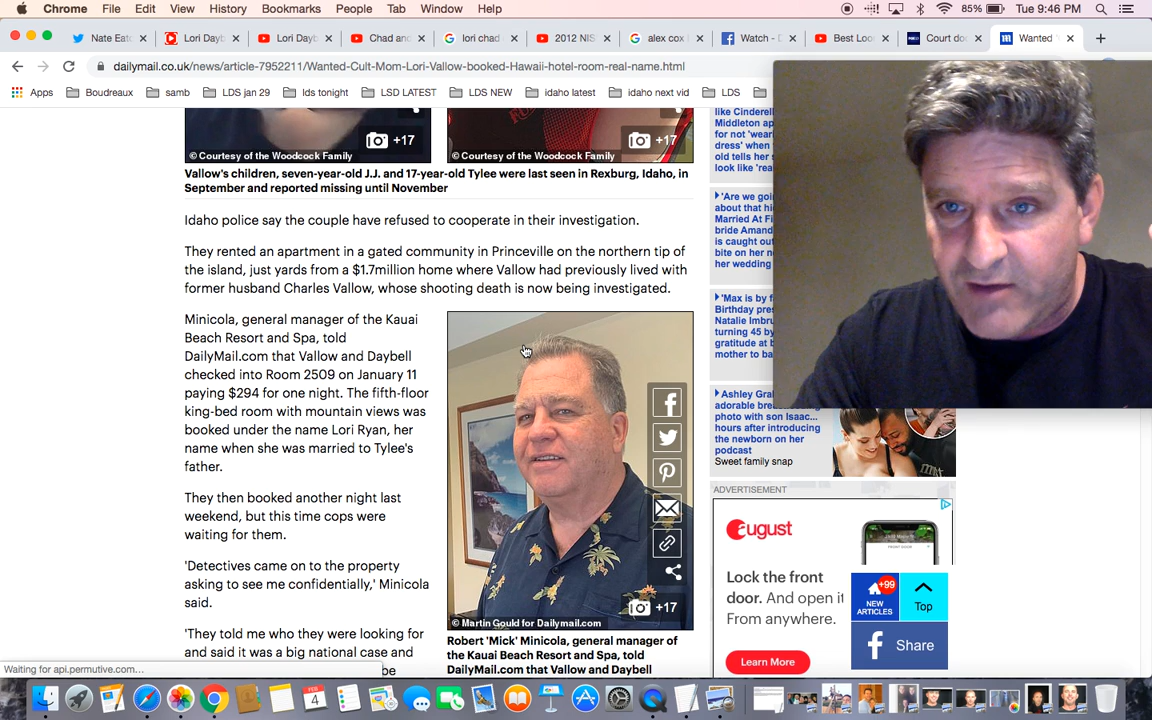 Chrome File Edit View History Bookmarks People Tab Window Help 85% Tue 9:46 PM
Nate Eato Lori Dayb Lori Dayb Chad and lori chad 2012 NIS alex cox Watch - D Best Loo Court do Wanted
dailymail.co.uk/news/article-7952211/Wanted-Cult-Mom-Lori-Vallow-booked-Hawaii-hotel-room-real-name.html
Apps Boudreaux samb LDS jan 29 lds tonight LSD LATEST LDS NEW idaho latest idaho next vid LDS
+17 +17
© Courtesy of the Woodcock Family © Courtesy of the Woodcock Family
Vallow's children, seven-year-old J.J. and 17-year-old Tylee were last seen in Rexburg, Idaho, in
September and reported missing until November
Idaho police say the couple have refused to cooperate in their investigation.
They rented an apartment in a gated community in Princeville on the northern tip of
the island, just yards from a $1.7million home where Vallow had previously lived with
former husband Charles Vallow, whose shooting death is now being investigated.
Minicola, general manager of the Kauai
Beach Resort and Spa, told
DailyMail.com that Vallow and Daybell
checked into Room 2509 on January 11
paying $294 for one night. The fifth-floor
king-bed room with mountain views was
booked under the name Lori Ryan, her
name when she was married to Tylee's
father.
They then booked another night last
weekend, but this time cops were
waiting for them.
'Detectives came on to the property
asking to see me confidentially,' Minicola
said.
'They told me who they were looking for
and said it was a big national case and
be
Waiting for api.permutive.com...
+17
© Martin Gould for Dailymail.com
Robert 'Mick' Minicola, general manager of
the Kauai Beach Resort and Spa, told
DailyMail.com that Vallow and Daybell
like Cinderel
Middleton ap
for not 'wear
dress' when
old tells her
look like 'rea
'Are we goin
about that hi
Married At Fi
bride Amand
is caught out
bite on her n
her wedding
'Max is by f
Birthday pres
Natalie Imbru
turning 45 by
gratitude at b
mother to ba
Ashley Gra
adorable brea
photo with son Isaac...
hours after introducing
the newborn on her
podcast
Sweet family snap
ADVERTISEMENT
august
Lock the front
door. And open it
From anywhere.
Learn More
+99
NEW
ARTICLES
Top
Share
FEB
4